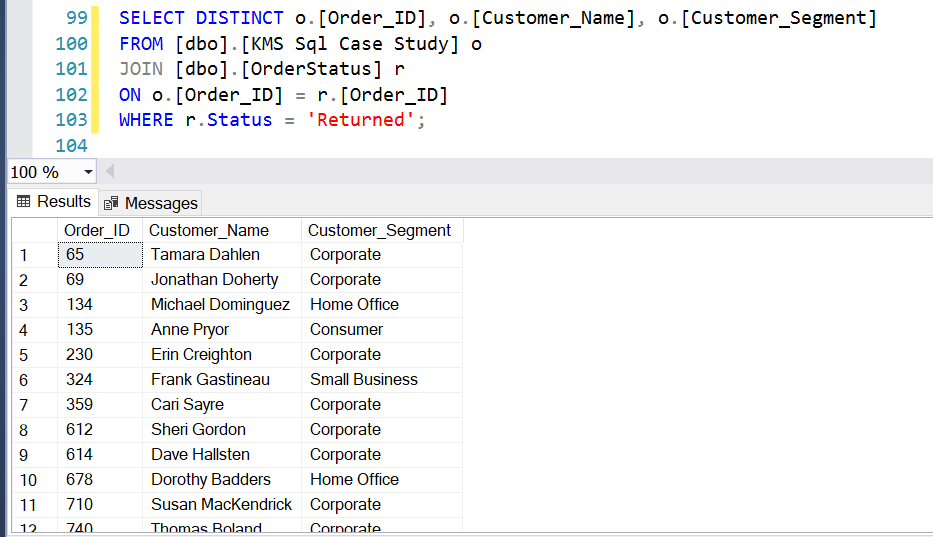 99 SELECT DISTINCT o.[Order_ID], o.[Customer_Name], o.[Customer_Segment]
100 FROM [dbo].[KMS Sql Case Study] o
101 JOIN [dbo].[OrderStatus] r
102 ON o.[Order_ID] = r.[Order_ID]
103 WHERE r.Status = 'Returned';
104
100 %
Results Messages
Order_ID Customer_Name Customer_Segment
1 65 Tamara Dahlen Corporate
2 69 Jonathan Doherty Corporate
3 134 Michael Dominguez Home Office
4 135 Anne Pryor Consumer
5 230 Erin Creighton Corporate
6 324 Frank Gastineau Small Business
7 359 Cari Sayre Corporate
8 612 Sheri Gordon Corporate
9 614 Dave Hallsten Corporate
10 678 Dorothy Badders Home Office
11 710 Susan MacKendrick Corporate
12 740 Thomas Boland Corporate